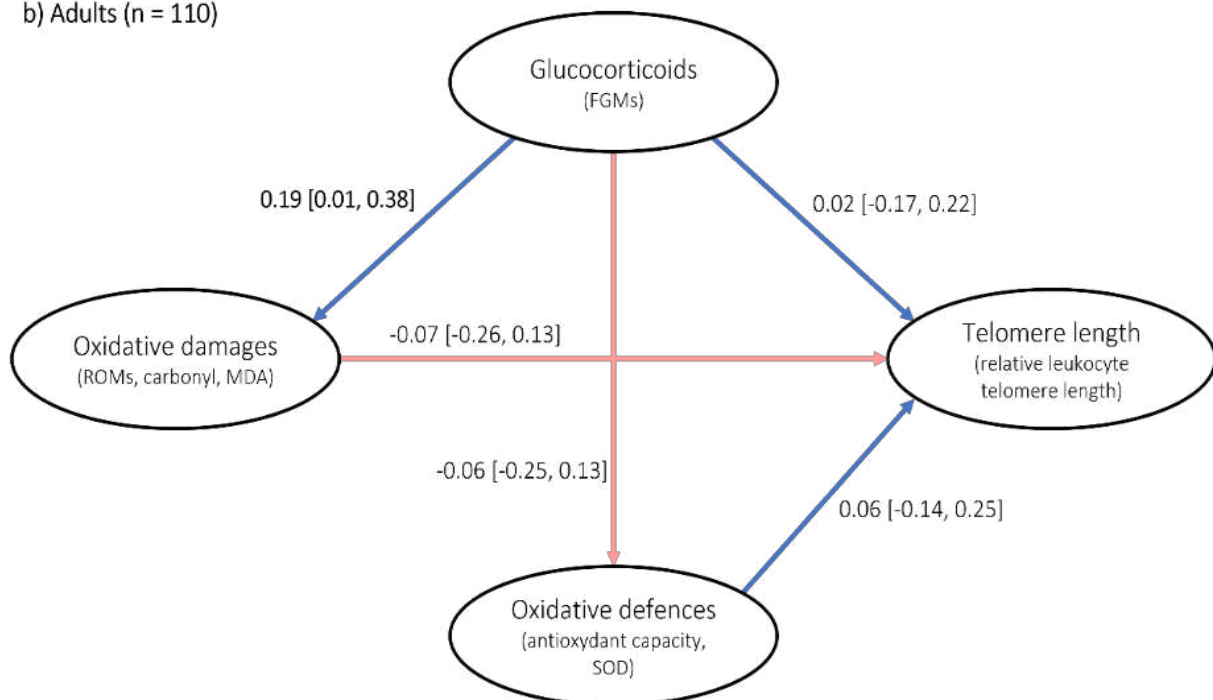 b) Adults (n = 110)
Glucocorticoids
(FGMs)
0.19 [0.01, 0.38]
0.02 [-0.17, 0.22]
Oxidative damages
(ROMs, carbonyl, MDA)
-0.07 [-0.26, 0.13]
Telomere length
(relative leukocyte
telomere length)
-0.06 [-0.25, 0.13]
0.06 [-0.14, 0.25]
Oxidative defences
(antioxydant capacity,
SOD)